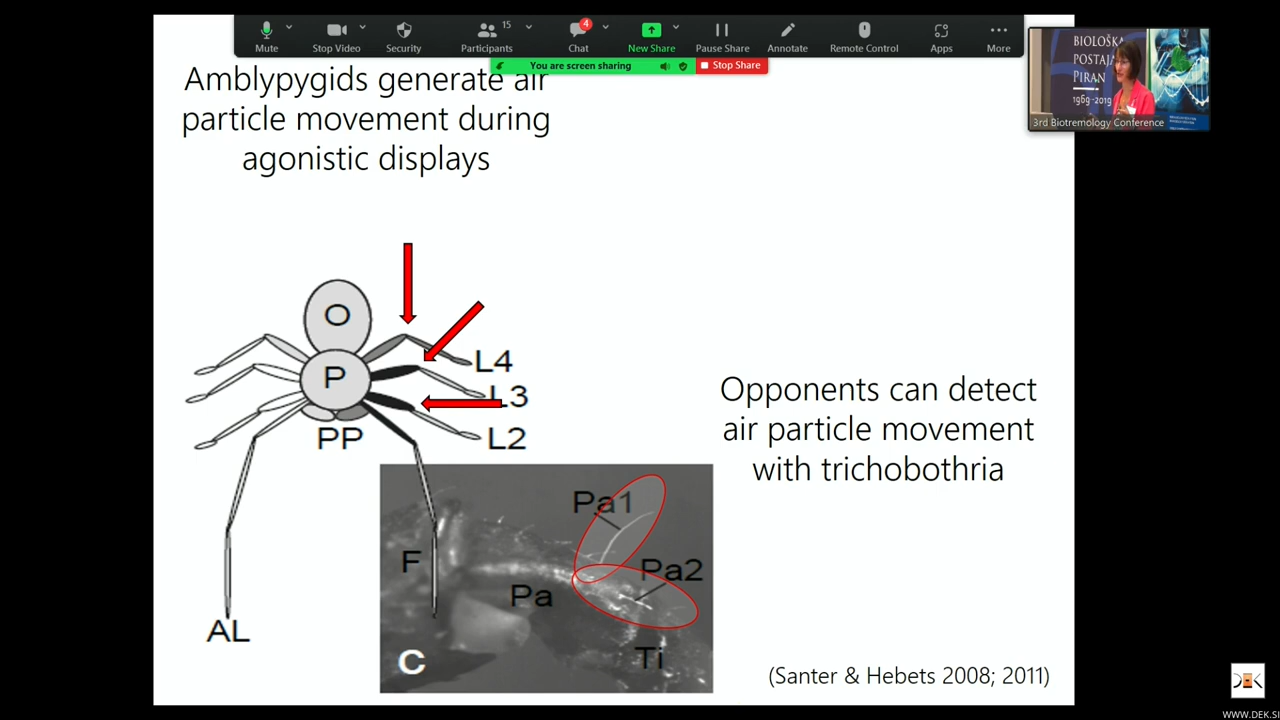 15
4
Mute
Stop Video
Security
Participants
Chat
New Share
Pause Share
Annotate
Remote Control
Apps
More
You are screen sharing
Stop Share
BIOLOŠKA
POSTAJA
PIRAN
1969-2019
3rd Biotremology Conference
Amblypygids generate air
particle movement during
agonistic displays
O
P
L4
L3
L2
PP
AL
Opponents can detect
air particle movement
with trichobothria
Pa1
Pa2
F
Pa
C
Ti
(Santer & Hebets 2008; 2011)
DEK
WWW.DEK.SI